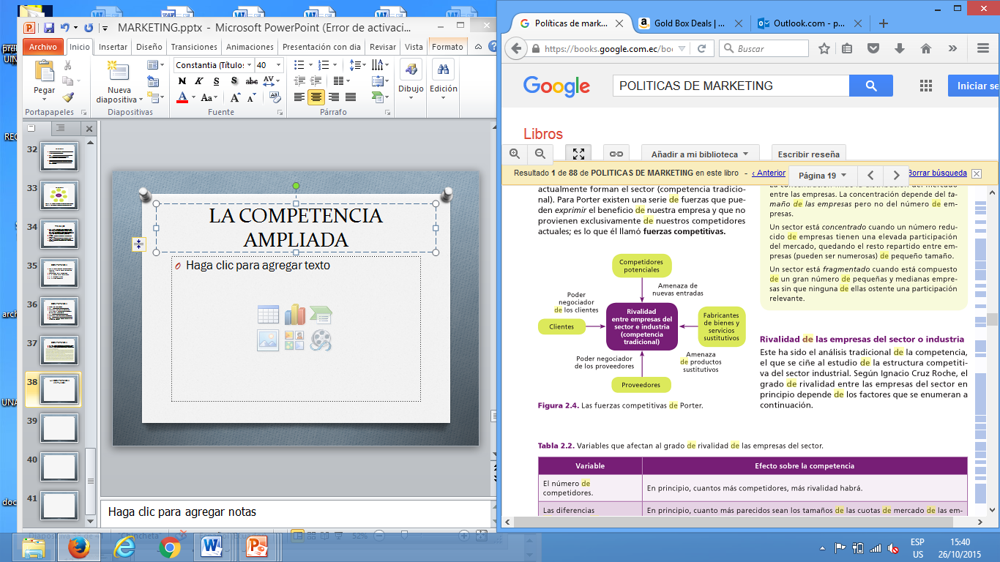 MARKETING.pptx - Microsoft PowerPoint (Error de activaci...
Archivo Inicio Insertar Diseño Transiciones Animaciones Presentación con dia Revisar Vista Formato
Pegar
Nueva
diapositiva
Constantia (Títulos: 40
N K S S abc AV
A Aa A A
Dibujo
Edición
Portapapeles
Diapositivas
Fuente
Párrafo
32
33
34
35
36
37
38
39
40
41
LA COMPETENCIA
AMPLIADA
Haga clic para agregar texto
Haga clic para agregar notas
52%
Políticas de mark...
Gold Box Deals | ...
Outlook.com - p...
https://books.google.com.ec/boo
Buscar
Google
POLITICAS DE MARKETING
Iniciar se
Libros
Añadir a mi biblioteca
Escribir reseña
Resultado 1 de 88 de POLITICAS DE MARKETING en este libro - ‹ Anterior
Página 19
Borrar búsqueda
actualmente forman el sector (competencia tradicio-
nal). Para Porter existen una serie de fuerzas que pue-
den exprimir el beneficio de nuestra empresa y que no
provienen exclusivamente de nuestros competidores
actuales; es lo que él llamó fuerzas competitivas.
Competidores
potenciales
Amenaza de
nuevas entradas
Poder
negociador
de los clientes
Clientes
Rivalidad
entre empresas del
sector e industria
(competencia
tradicional)
Fabricantes
de bienes y
servicios
sustitutivos
Poder negociador
de los proveedores
Amenaza
de productos
sustitutivos
Proveedores
Figura 2.4. Las fuerzas competitivas de Porter.
entre las empresas. La concentración depende del ta-
maño de las empresas pero no del número de em-
presas.
Un sector está concentrado cuando un número redu-
cido de empresas tienen una elevada participación
del mercado, quedando el resto repartido entre em-
presas (pueden ser numerosas) de pequeño tamaño.
Un sector está fragmentado cuando está compuesto
de un gran número de pequeñas y medianas empre-
sas sin que ninguna de ellas ostente una participación
relevante.
Rivalidad de las empresas del sector o industria
Este ha sido el análisis tradicional de la competencia,
el que se ciñe al estudio de la estructura competiti-
va del sector industrial. Según Ignacio Cruz Roche, el
grado de rivalidad entre las empresas del sector en
principio depende de los factores que se enumeran a
continuación.
Tabla 2.2. Variables que afectan al grado de rivalidad de las empresas del sector.
Variable
Efecto sobre la competencia
El número de
competidores.
En principio, cuantos más competidores, más rivalidad habrá.
Las diferencias
En principio, cuanto más parecidos sean los tamaños de las cuotas de mercado de las em-
ESP
US
15:40
26/10/2015